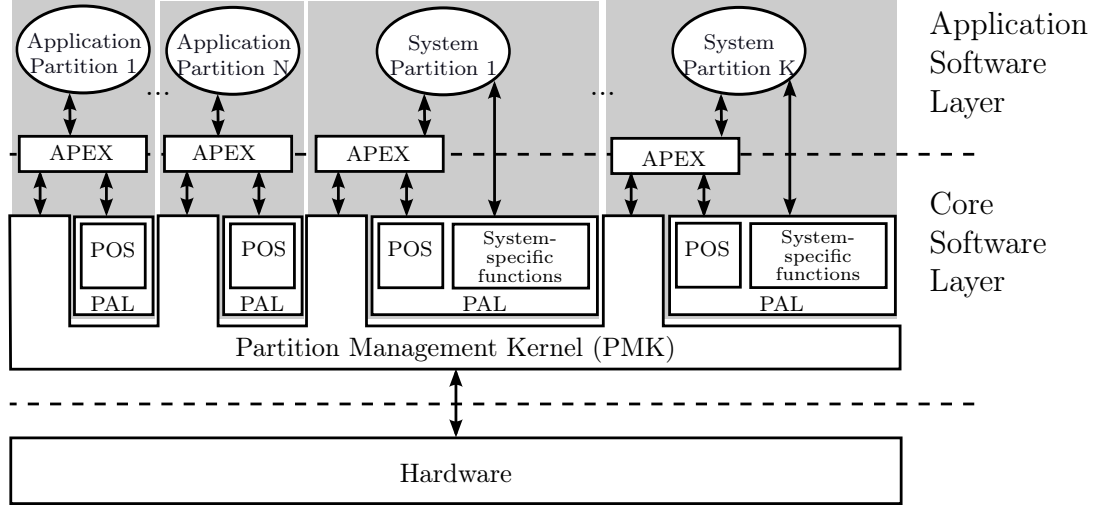 Application
Partition 1
...
Application
Partition N
System
Partition 1
...
System
Partition K
Application
Software
Layer
APEX
APEX
APEX
APEX
POS
PAL
POS
PAL
POS
System-
specific
functions
PAL
POS
System-
specific
functions
PAL
Core
Software
Layer
Partition Management Kernel (PMK)
Hardware